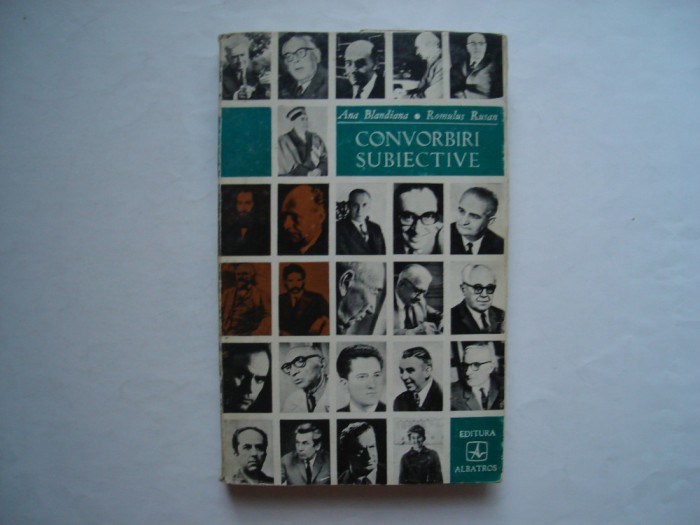 Ana Blandiana • Romulus Rusan
CONVORBIRI
SUBIECTIVE
EDITURA
ALBATROS